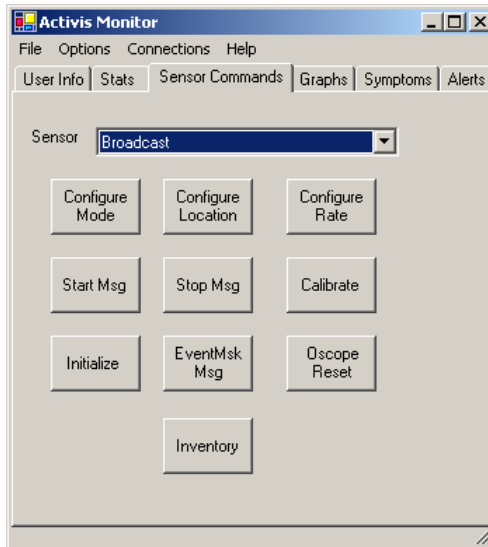 Activis Monitor
File Options Connections Help
User Info Stats Sensor Commands Graphs Symptoms Alerts
Sensor Broadcast
Configure Mode
Configure Location
Configure Rate
Start Msg
Stop Msg
Calibrate
Initialize
EventMsk Msg
Oscope Reset
Inventory